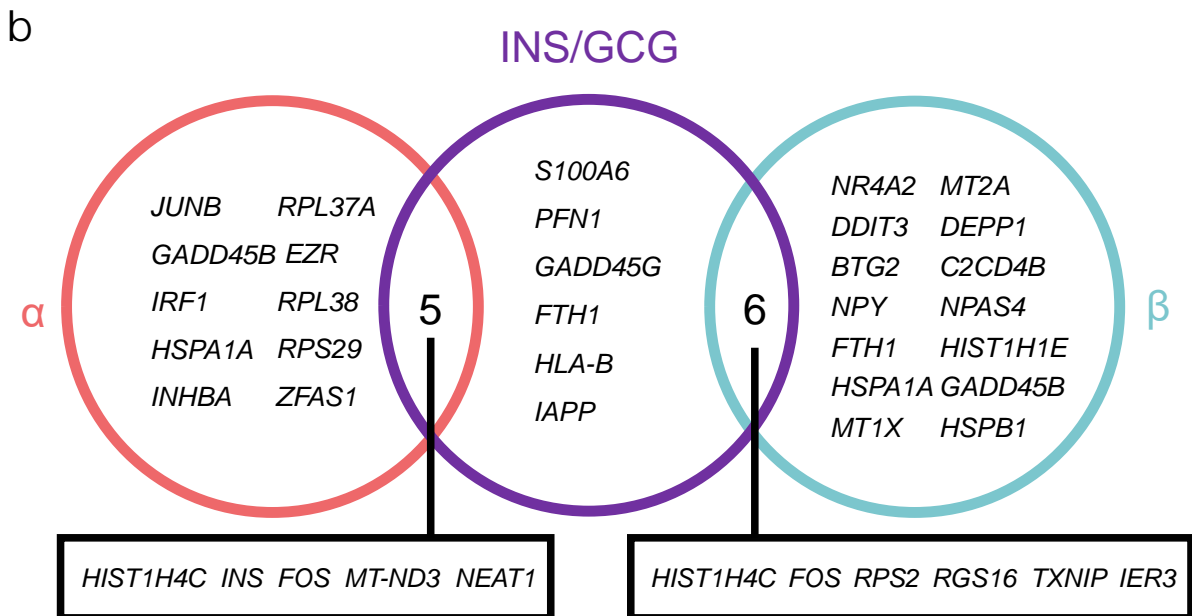 b
INS/GCG
α
JUNB RPL37A
GADD45B EZR
IRF1 RPL38
HSPA1A RPS29
INHBA ZFAS1
5
S100A6
PFN1
GADD45G
FTH1
HLA-B
IAPP
6
NR4A2 MT2A
DDIT3 DEPP1
BTG2 C2CD4B
NPY NPAS4
FTH1 HIST1H1E
HSPA1A GADD45B
MT1X HSPB1
β
HIST1H4C INS FOS MT-ND3 NEAT1
HIST1H4C FOS RPS2 RGS16 TXNIP IER3